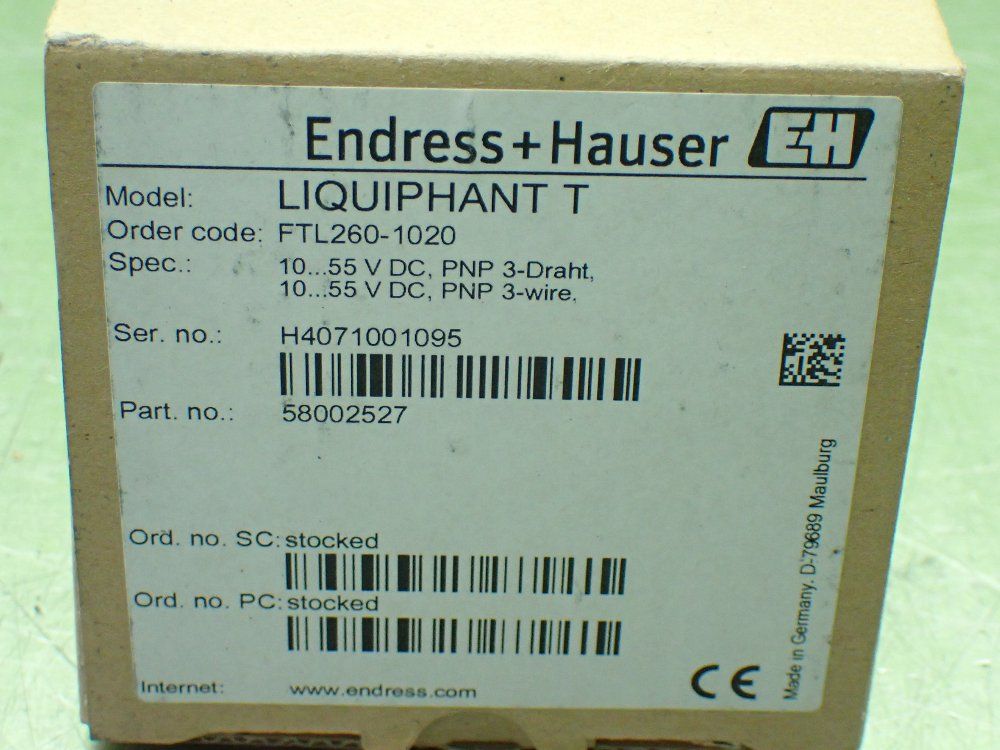 Endress+Hauser EH
Model: LIQUIPHANT T
Order code: FTL260-1020
Spec.: 10...55 V DC, PNP 3-Draht,
10...55 V DC, PNP 3-wire,
Ser. no.: H4071001095
Part. no.: 58002527
Ord. no. SC: stocked
Ord. no. PC: stocked
Internet: www.endress.com
CE
Made in Germany. D-79689 Maulburg